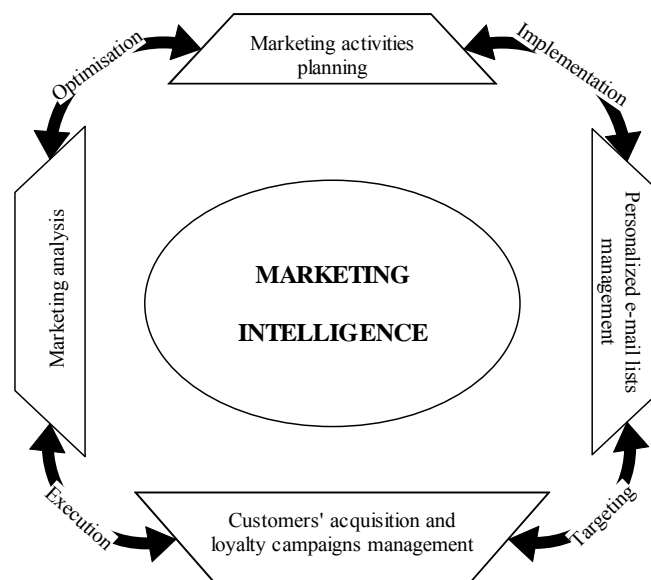 Marketing activities
planning
Optimisation
Implementation
Marketing analysis
MARKETING
INTELLIGENCE
Personalized e-mail lists
management
Execution
Targeting
Customers' acquisition and
loyalty campaigns management